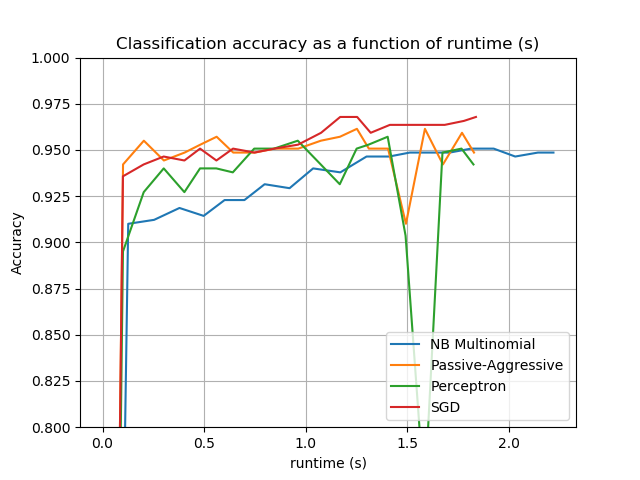 Classification accuracy as a function of runtime (s)
1.000
0.975
0.950
0.925
0.900
0.875
0.850
0.825
0.800
Accuracy
NB Multinomial
Passive-Aggressive
Perceptron
SGD
0.0 0.5 1.0 1.5 2.0
runtime (s)